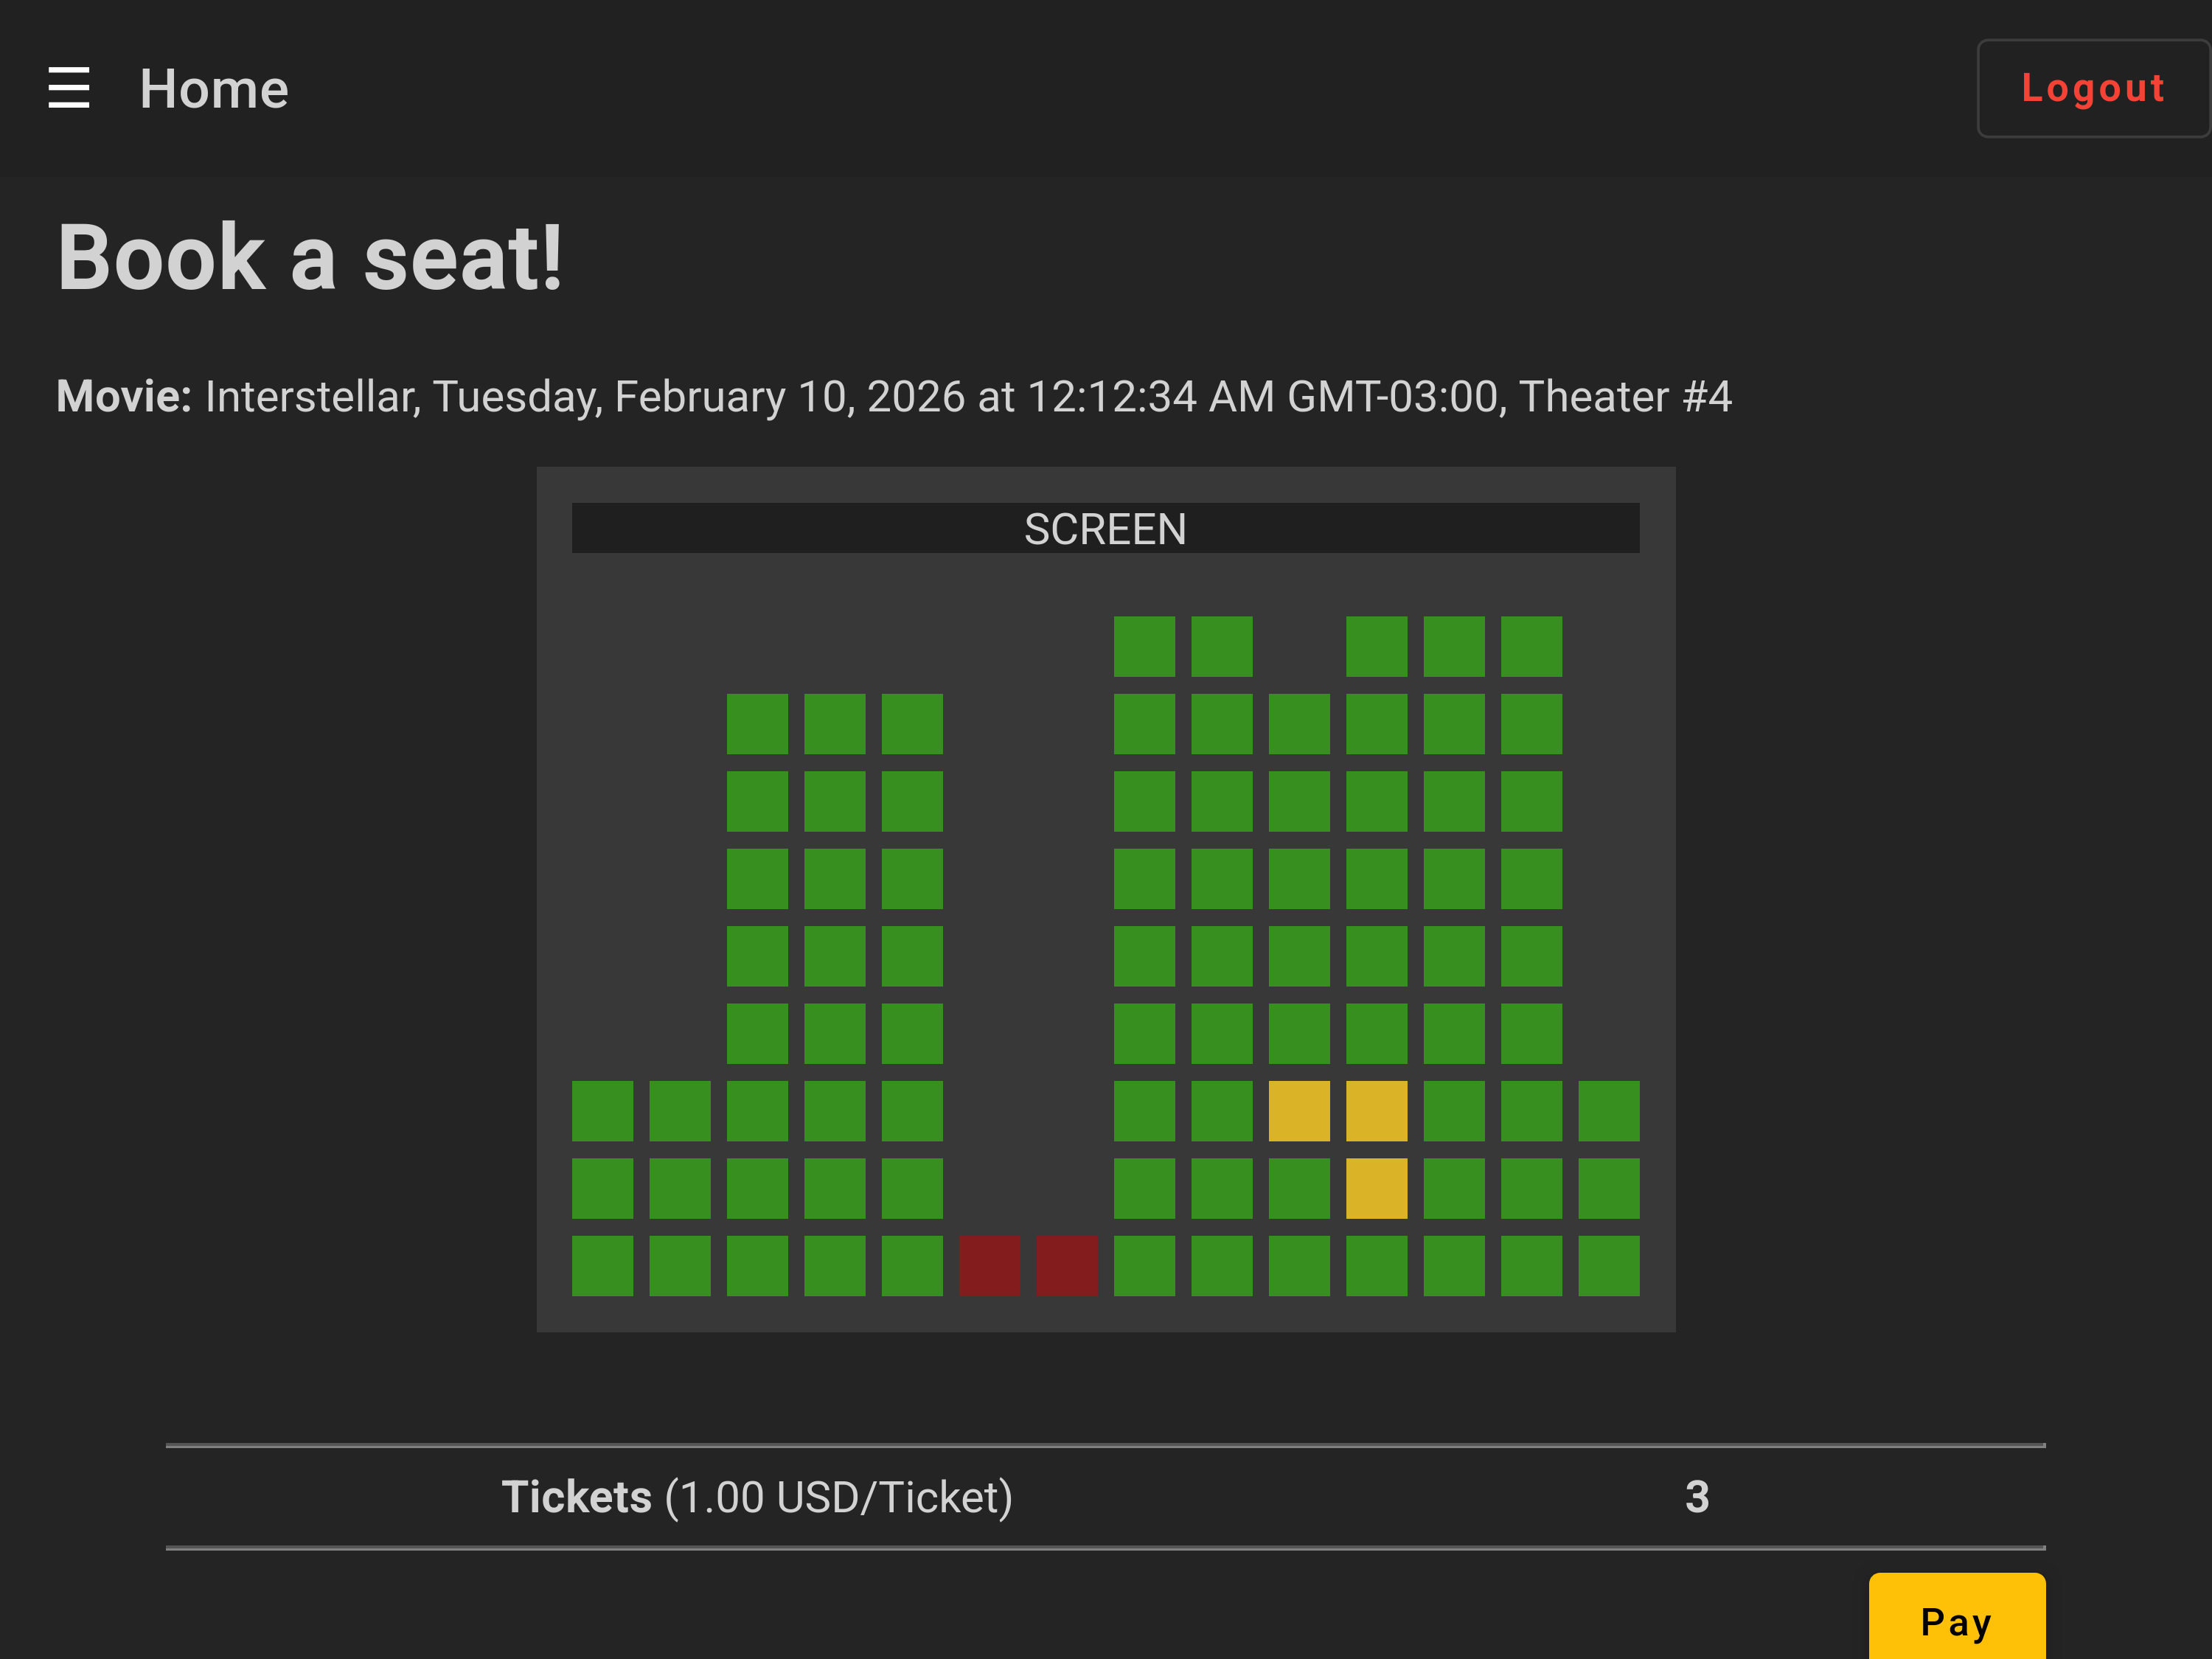 Home
Logout
Book a seat!
Movie: Interstellar, Tuesday, February 10, 2026 at 12:12:34 AM GMT-03:00, Theater #4
SCREEN
Tickets (1.00 USD/Ticket) 3
Pay